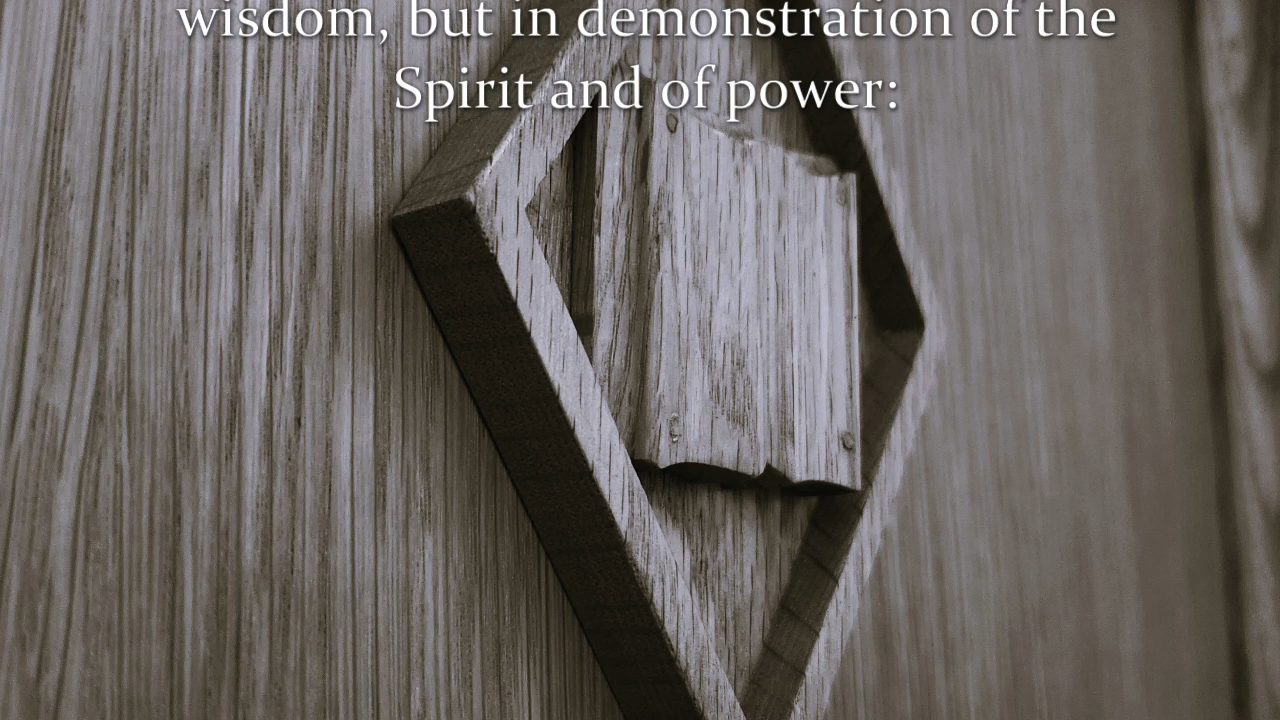 wisdom, but in demonstration of the
Spirit and of power: